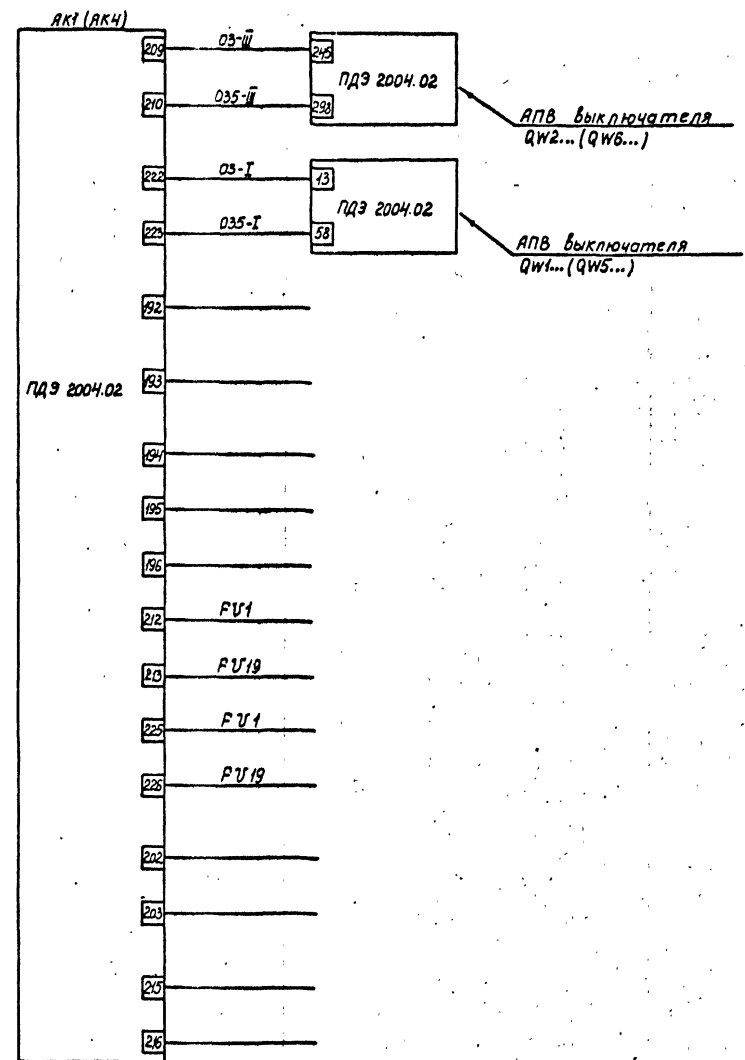 АК1 (АК4)
209 03-III 245
ПДЭ 2004.02
210 035-III 298
АПВ выключателя
QW2...(QW6...)
222 03-I 13
ПДЭ 2004.02
223 035-I 58
АПВ выключателя
QW1...(QW5...)
192
193
ПДЭ 2004.02
194
195
196
212 FV1
213 FV19
225 FV1
226 FV19
202
203
215
216